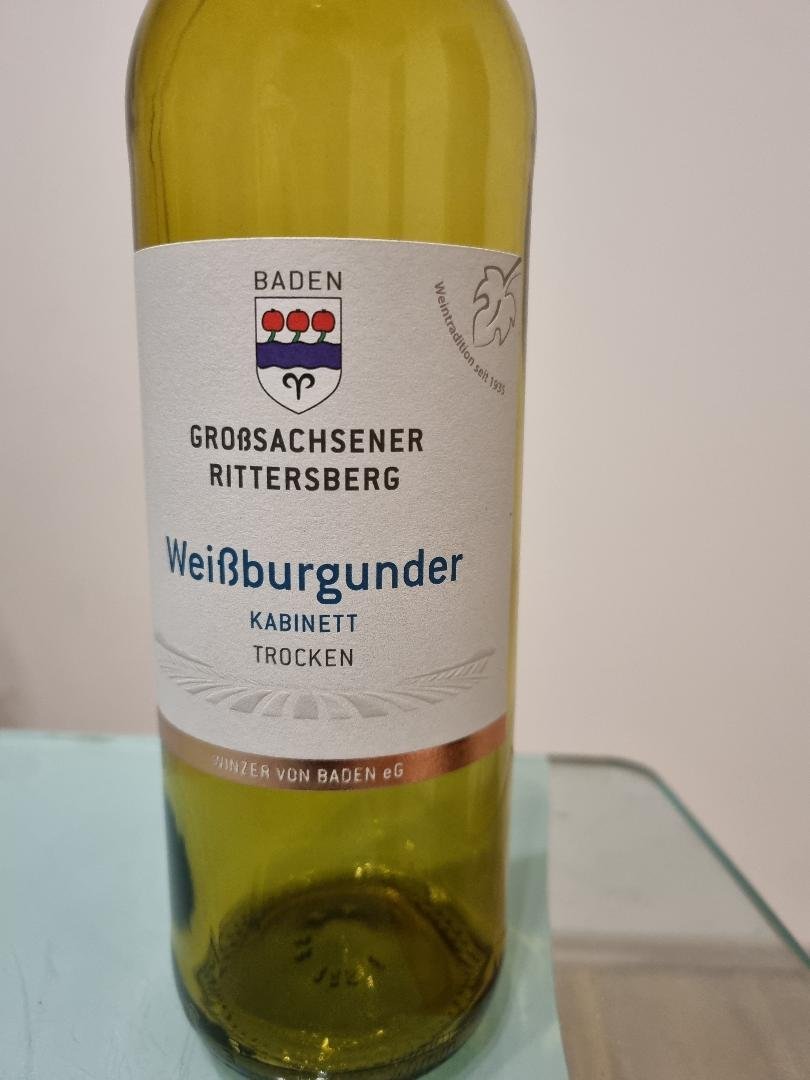 BADEN
Weintradition seit 1935
GROßSACHSENER
RITTERSBERG
Weißburgunder
KABINETT
TROCKEN
WINZER VON BADEN eG